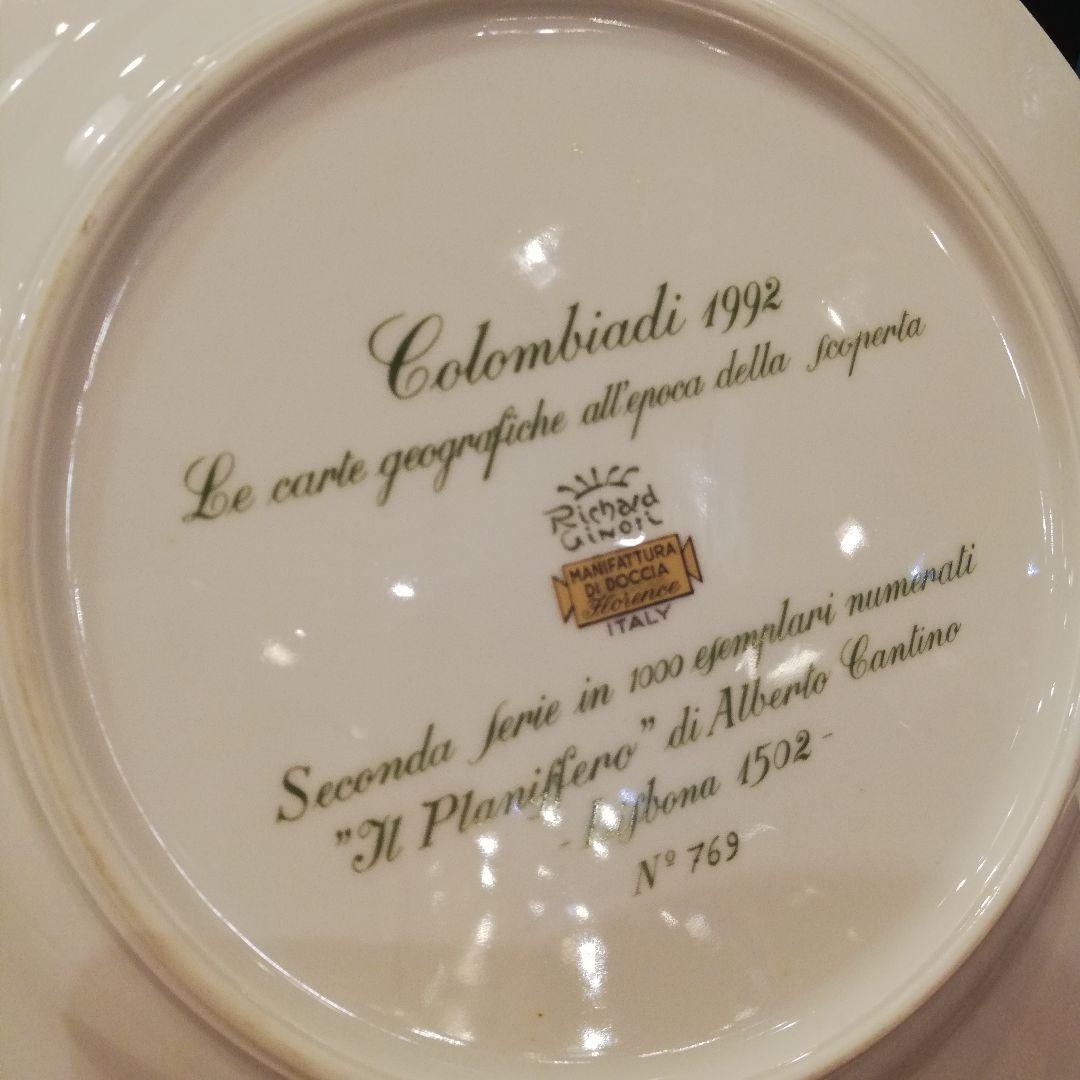 Colombiadi 1992
Le carte geografiche all'epoca della scoperta
Richard
GINORI
MANIFATTURA
DI DOCCIA
Florence
ITALY
Seconda serie in 1000 esemplari numerati
"Il Planisfero" di Alberto Cantino
- Lisbona 1502 -
Nº 769